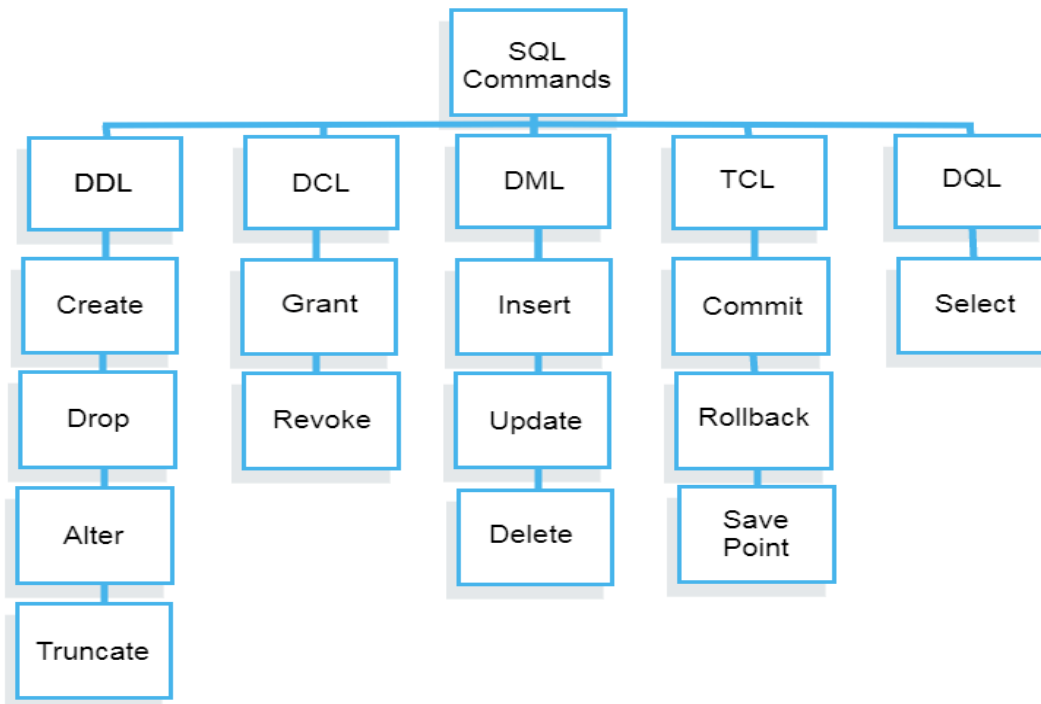 SQL
Commands
DDL
DCL
DML
TCL
DQL
Create
Grant
Insert
Commit
Select
Drop
Revoke
Update
Rollback
Alter
Delete
Save
Point
Truncate